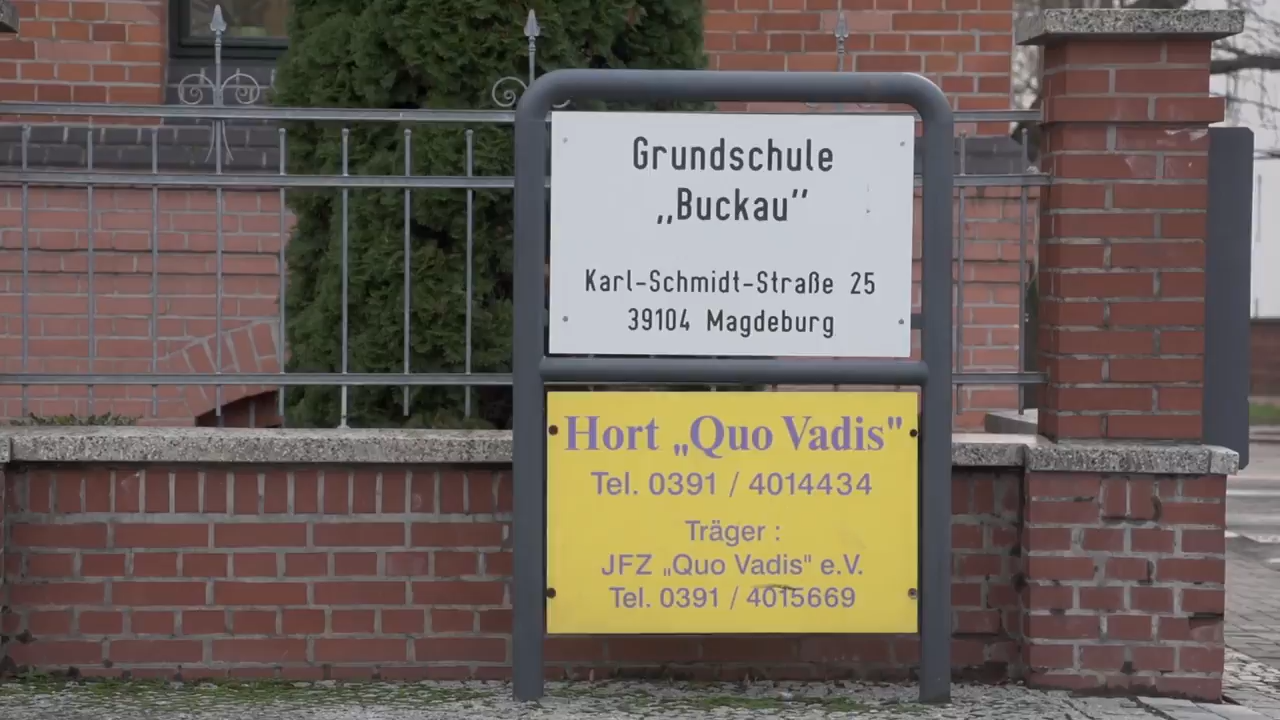 Grundschule
„Buckau”
Karl-Schmidt-Straße 25
39104 Magdeburg
Hort „Quo Vadis"
Tel. 0391 / 4014434
Träger :
JFZ „Quo Vadis" e.V.
Tel. 0391 / 4015669